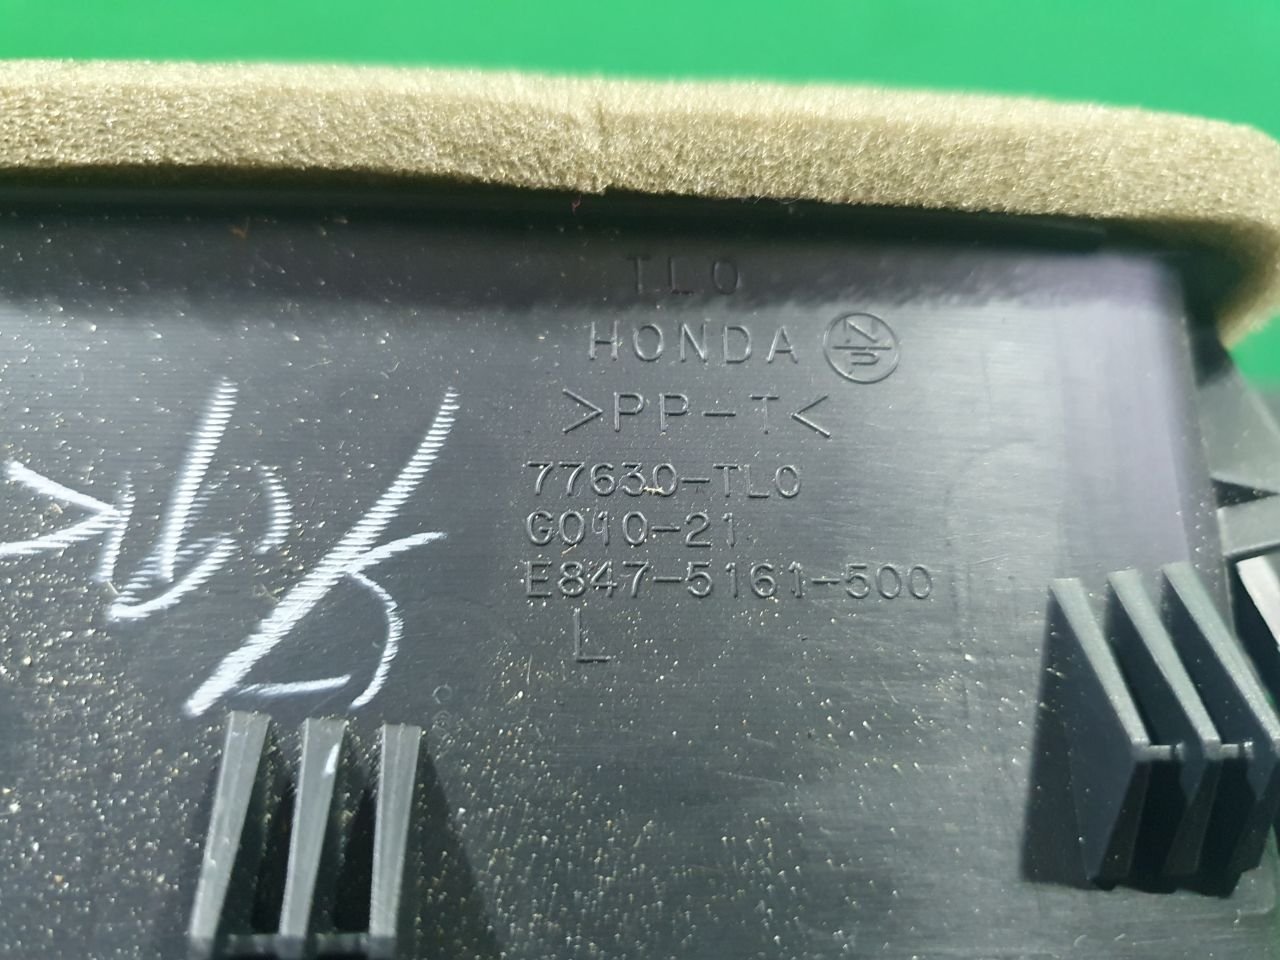 TL0
HONDA
>PP-T<
77630-TL0
G010-21
E847-5161-500
L